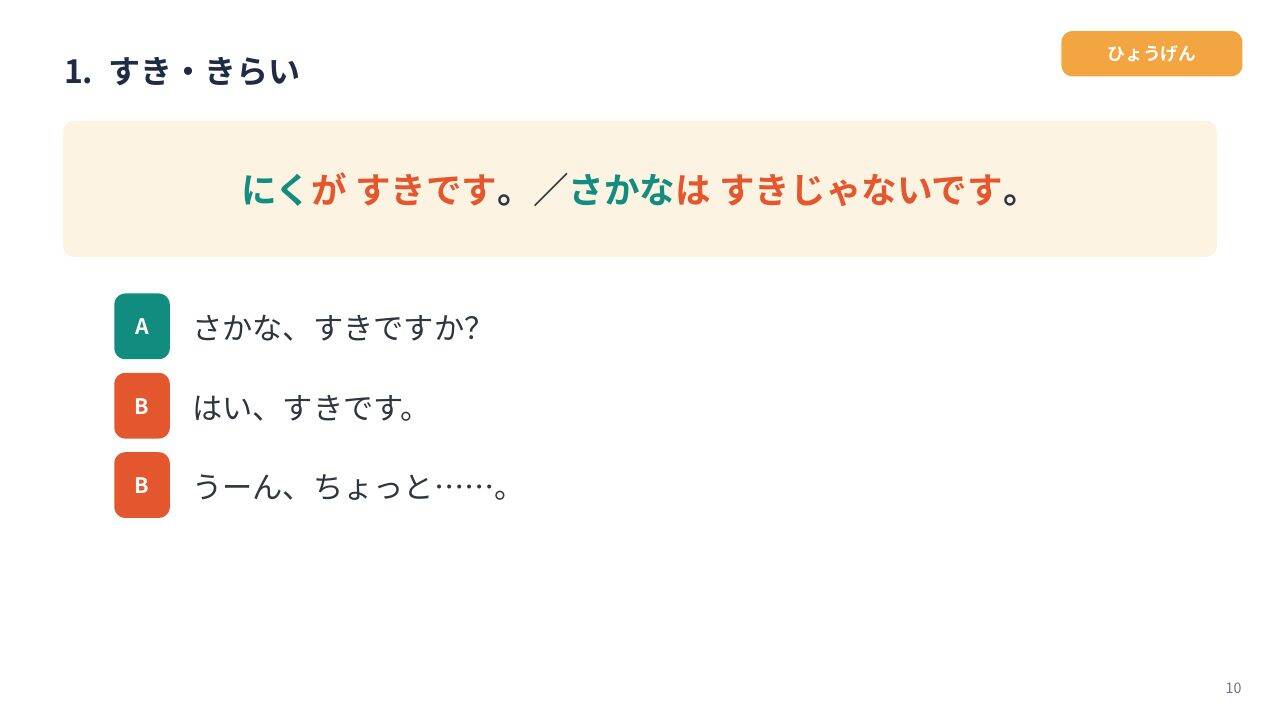 1. すき・きらい
ひょうげん
にくが すきです。／さかなは すきじゃないです。
A さかな、すきですか?
B はい、すきです。
B うーん、ちょっと……。
10